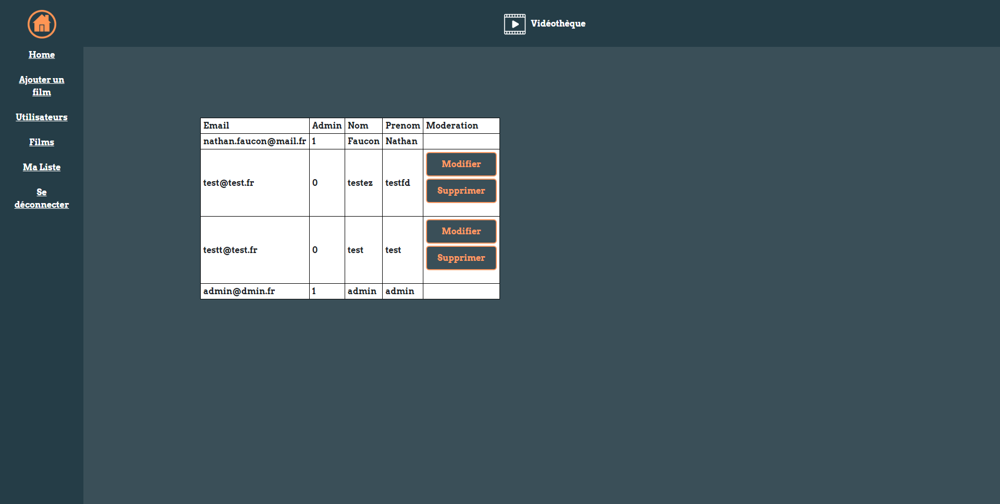 Vidéothèque
Home
Ajouter un
film
Utilisateurs
Films
Ma Liste
Se
déconnecter
Email Admin Nom Prenom Moderation
nathan.faucon@mail.fr 1 Faucon Nathan
test@test.fr 0 testez testfd Modifier
Supprimer
testt@test.fr 0 test test Modifier
Supprimer
admin@dmin.fr 1 admin admin